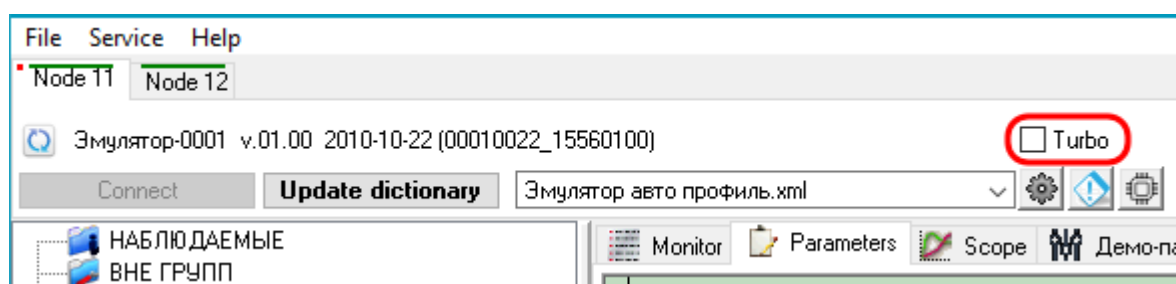 File Service Help
Node 11 Node 12
Эмулятор-0001 v.01.00 2010-10-22 (00010022_15560100) Turbo
Connect Update dictionary Эмулятор авто профиль.xml
НАБЛЮДАЕМЫЕ Monitor Parameters Scope Демо-па
ВНЕ ГРУПП